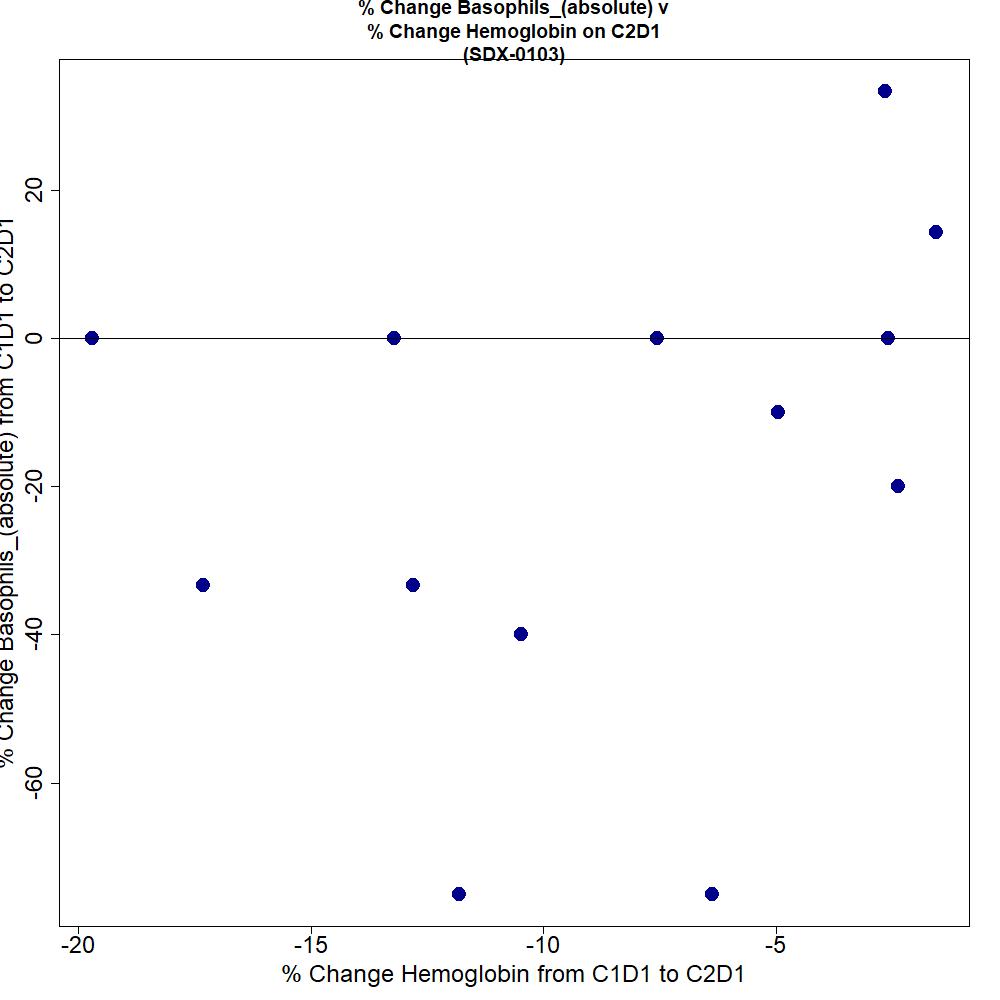 % Change Basophils_(absolute) v
% Change Hemoglobin on C2D1
(SDX-0103)
% Change Basophils_(absolute) from C1D1 to C2D1
20
0
-20
-40
-60
-20
-15
-10
-5
% Change Hemoglobin from C1D1 to C2D1